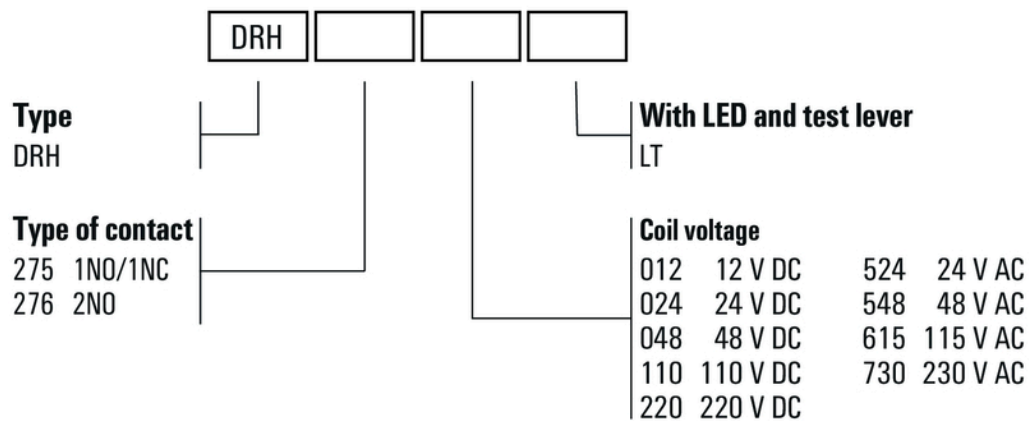 DRH
Type
DRH
With LED and test lever
LT
Type of contact
275 1NO/1NC
276 2NO
Coil voltage
012 12 V DC 524 24 V AC
024 24 V DC 548 48 V AC
048 48 V DC 615 115 V AC
110 110 V DC 730 230 V AC
220 220 V DC